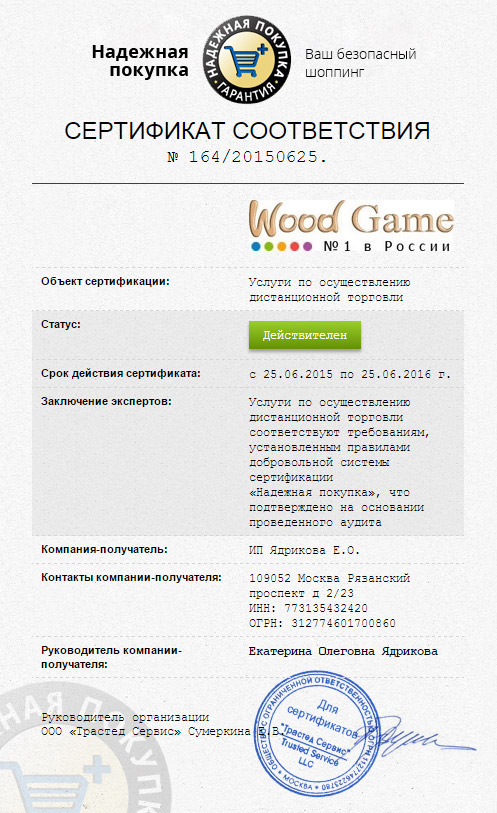 Надежная
покупка
НАДЕЖНАЯ ПОКУПКА
ГАРАНТИЯ
Ваш безопасный
шоппинг
СЕРТИФИКАТ СООТВЕТСТВИЯ
№ 164/20150625.
Wood Game
№1 в России
Объект сертификации:
Услуги по осуществлению
дистанционной торговли
Статус:
Действителен
Срок действия сертификата:
с 25.06.2015 по 25.06.2016 г.
Заключение экспертов:
Услуги по осуществлению
дистанционной торговли
соответствуют требованиям,
установленным правилами
добровольной системы
сертификации
«Надежная покупка», что
подтверждено на основании
проведенного аудита
Компания-получатель:
ИП Ядрикова Е.О.
Контакты компании-получателя:
109052 Москва Рязанский
проспект д 2/23
ИНН: 773135432420
ОГРН: 312774601700860
Руководитель компании-
получателя:
Екатерина Олеговна Ядрикова
Руководитель организации
ООО «Трастед Сервис» Сумеркина
ОБЩЕСТВО С ОГРАНИЧЕННОЙ ОТВЕТСТВЕННОСТЬЮ
МОСКВА
Для
сертификатов
"Трастед Сервис"
Trusted Service
LLC
НАЯ ПОКУПК